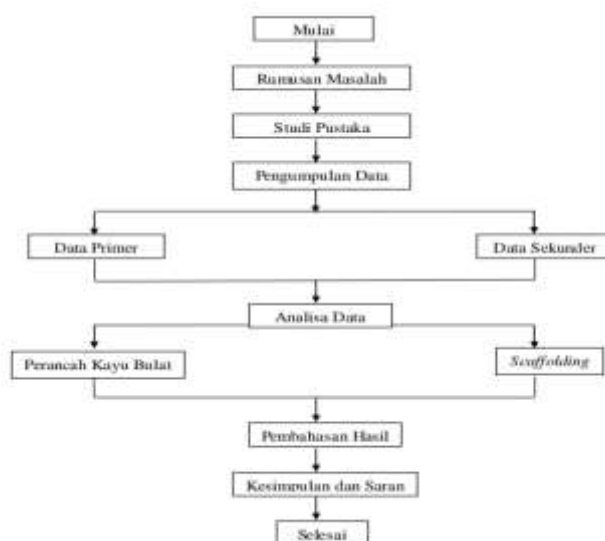 Mulai
Rumusan Masalah
Studi Pustaka
Pengumpulan Data
Data Primer
Data Sekunder
Analisa Data
Perancah Kayu Bulat
Scaffolding
Pembahasan Hasil
Kesimpulan dan Saran
Selesai